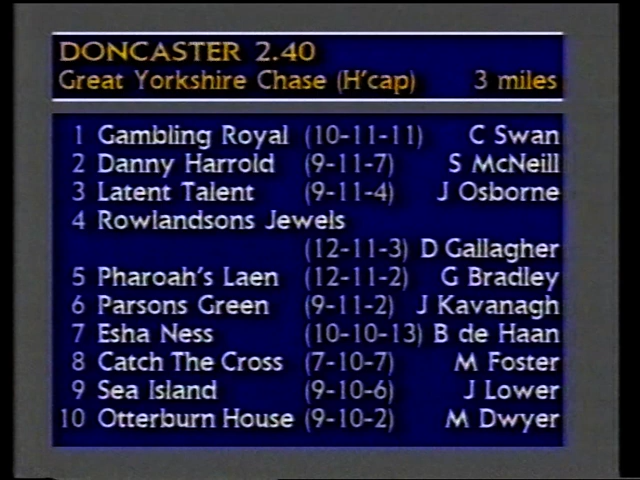 DONCASTER 2.40
Great Yorkshire Chase (H'cap) 3 miles
1 Gambling Royal (10-11-11) C Swan
2 Danny Harrold (9-11-7) S McNeill
3 Latent Talent (9-11-4) J Osborne
4 Rowlandsons Jewels
(12-11-3) D Gallagher
5 Pharoah's Laen (12-11-2) G Bradley
6 Parsons Green (9-11-2) J Kavanagh
7 Esha Ness (10-10-13) B de Haan
8 Catch The Cross (7-10-7) M Foster
9 Sea Island (9-10-6) J Lower
10 Otterburn House (9-10-2) M Dwyer